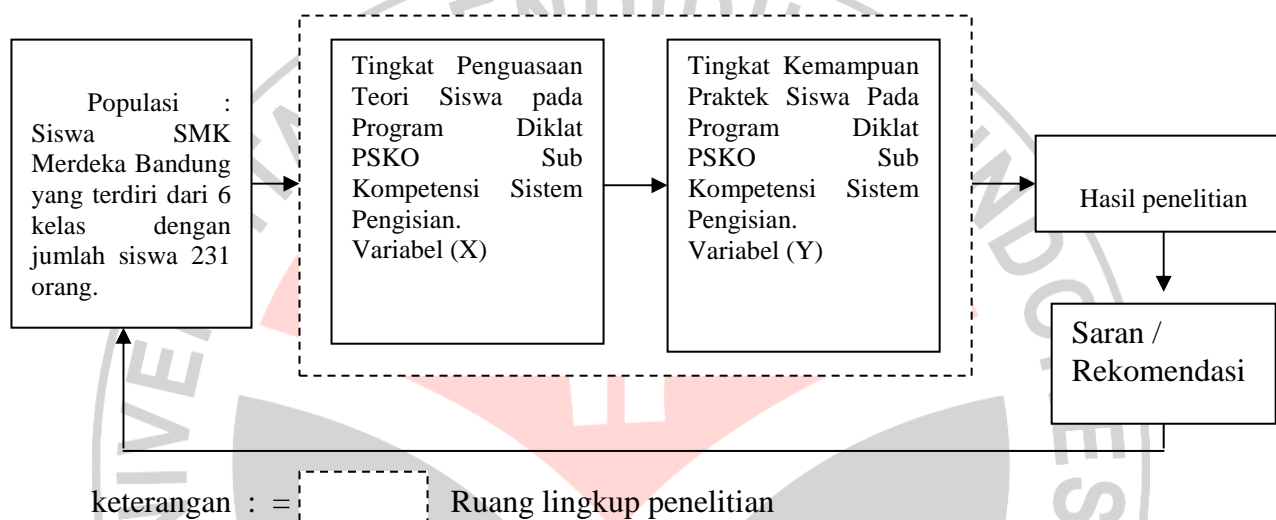 Populasi :
Siswa SMK
Merdeka Bandung
yang terdiri dari 6
kelas dengan
jumlah siswa 231
orang.
Tingkat Penguasaan
Teori Siswa pada
Program Diklat
PSKO Sub
Kompetensi Sistem
Pengisian.
Variabel (X)
Tingkat Kemampuan
Praktek Siswa Pada
Program Diklat
PSKO Sub
Kompetensi Sistem
Pengisian.
Variabel (Y)
Hasil penelitian
Saran /
Rekomendasi
keterangan : = Ruang lingkup penelitian